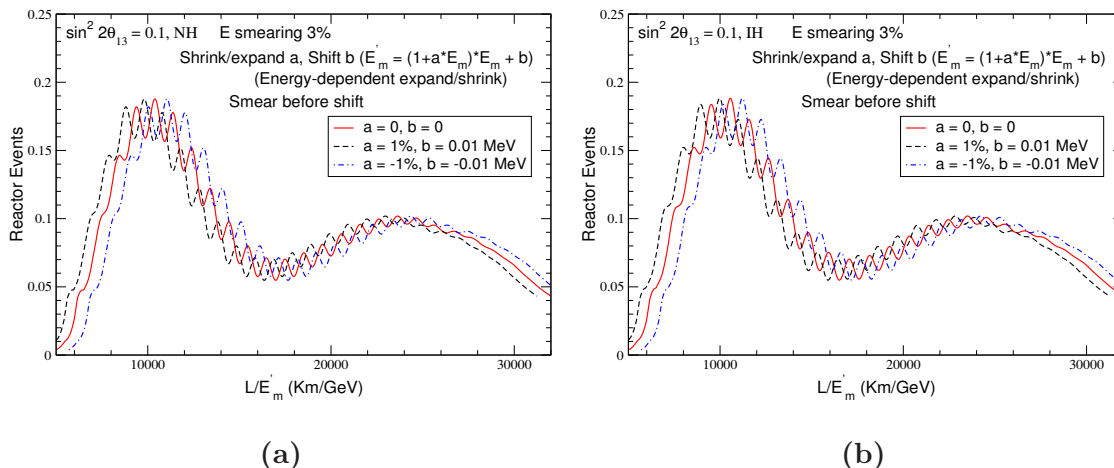 sin² 2θ₁₃ = 0.1, NH E smearing 3%
Shrink/expand a, Shift b (E'ₘ = (1+a*Eₘ)*Eₘ + b)
(Energy-dependent expand/shrink)
Smear before shift
a = 0, b = 0
a = 1%, b = 0.01 MeV
a = -1%, b = -0.01 MeV
Reactor Events
0.25
0.2
0.15
0.1
0.05
0
10000 20000 30000
L/E'ₘ (Km/GeV)
(a)
sin² 2θ₁₃ = 0.1, IH E smearing 3%
Shrink/expand a, Shift b (E'ₘ = (1+a*Eₘ)*Eₘ + b)
(Energy-dependent expand/shrink)
Smear before shift
a = 0, b = 0
a = 1%, b = 0.01 MeV
a = -1%, b = -0.01 MeV
Reactor Events
0.25
0.2
0.15
0.1
0.05
0
10000 20000 30000
L/E'ₘ (Km/GeV)
(b)